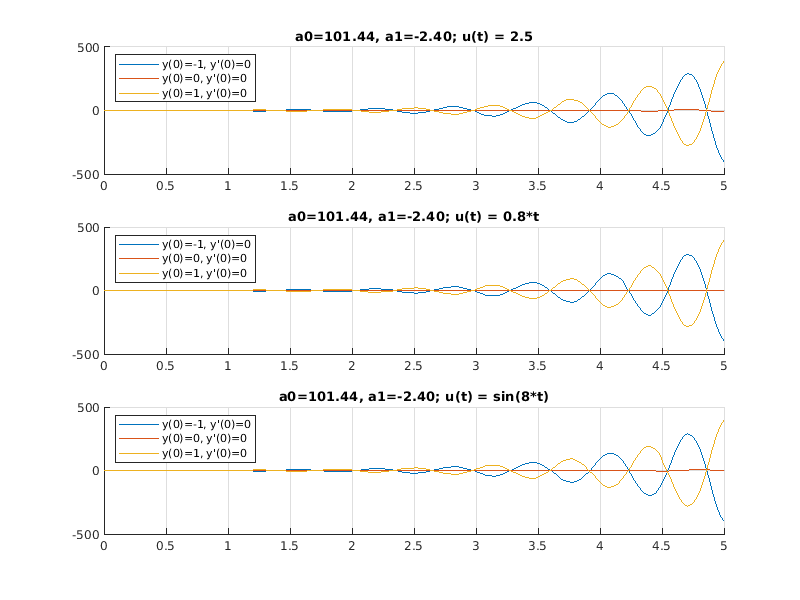 a0=101.44, a1=-2.40; u(t) = 2.5
500
0
-500
y(0)=-1, y'(0)=0
y(0)=0, y'(0)=0
y(0)=1, y'(0)=0
0 0.5 1 1.5 2 2.5 3 3.5 4 4.5 5
a0=101.44, a1=-2.40; u(t) = 0.8*t
500
0
-500
y(0)=-1, y'(0)=0
y(0)=0, y'(0)=0
y(0)=1, y'(0)=0
0 0.5 1 1.5 2 2.5 3 3.5 4 4.5 5
a0=101.44, a1=-2.40; u(t) = sin(8*t)
500
0
-500
y(0)=-1, y'(0)=0
y(0)=0, y'(0)=0
y(0)=1, y'(0)=0
0 0.5 1 1.5 2 2.5 3 3.5 4 4.5 5